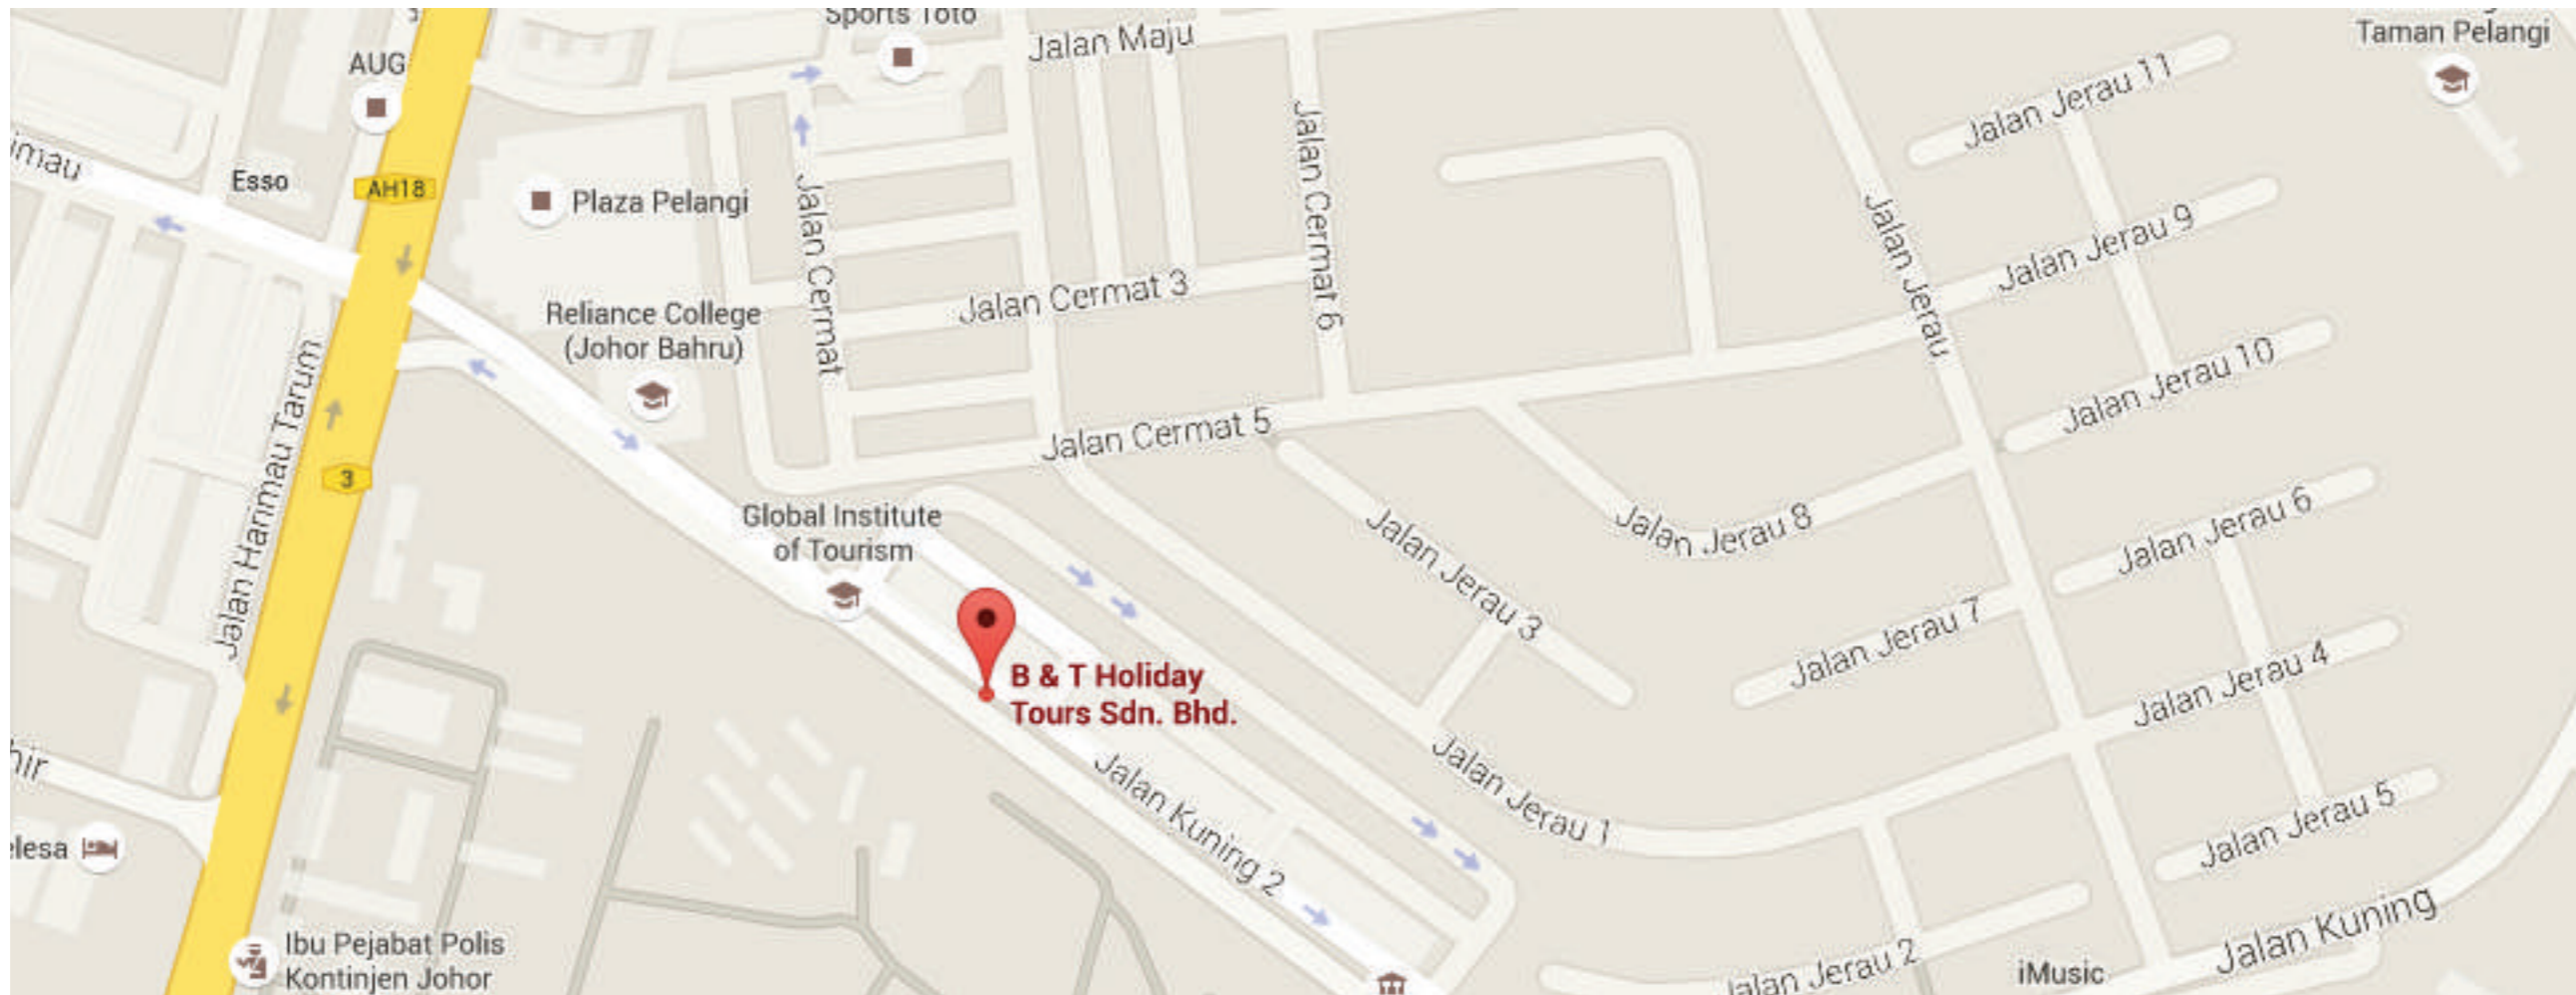 Sports Toto
Jalan Maju
Taman Pelangi
AUG
Jalan Jerau 11
imau
Esso
AH18
Plaza Pelangi
Jalan Cermat
Jalan Cermat 6
Jalan Jerau
Jalan Jerau 9
Jalan Cermat 3
Reliance College
(Johor Bahru)
Jalan Harimau Tarum
Jalan Jerau 10
Jalan Cermat 5
3
Global Institute
of Tourism
Jalan Jerau 3
Jalan Jerau 8
Jalan Jerau 6
Jalan Jerau 7
Jalan Jerau 4
B & T Holiday
Tours Sdn. Bhd.
Jalan Kuning 2
Jalan Jerau 1
Jalan Jerau 5
hir
elesa
Ibu Pejabat Polis
Kontinjen Johor
Jalan Jerau 2
iMusic
Jalan Kuning